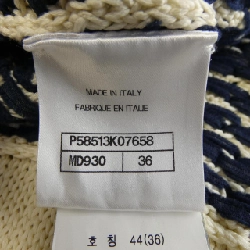 MADE IN ITALY
FABRIQUE EN ITALIE
P58513K07658
MD930 36
호칭 44(36)